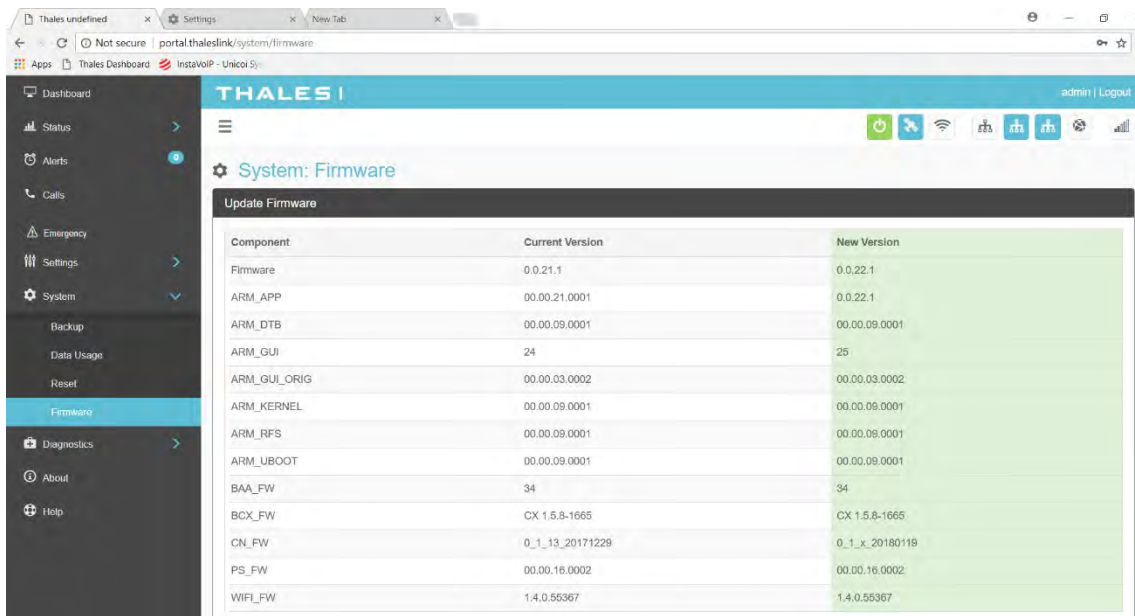 Thales undefined × Settings × New Tab ×
Not secure | portal.thaleslink/system/firmware
Apps Thales Dashboard InstaVoIP - Unicoi Sy
Dashboard
Status
Alerts 0
Calls
Emergency
Settings
System
Backup
Data Usage
Reset
Firmware
Diagnostics
About
Help
THALES
admin | Logout
System: Firmware
Update Firmware
Component Current Version New Version
Firmware 0.0.21.1 0.0.22.1
ARM_APP 00.00.21.0001 0.0.22.1
ARM_DTB 00.00.09.0001 00.00.09.0001
ARM_GUI 24 25
ARM_GUI_ORIG 00.00.03.0002 00.00.03.0002
ARM_KERNEL 00.00.09.0001 00.00.09.0001
ARM_RFS 00.00.09.0001 00.00.09.0001
ARM_UBOOT 00.00.09.0001 00.00.09.0001
BAA_FW 34 34
BCX_FW CX 1.5.8-1665 CX 1.5.8-1665
CN_FW 0_1_13_20171229 0_1_x_20180119
PS_FW 00.00.16.0002 00.00.16.0002
WIFI_FW 1.4.0.55367 1.4.0.55367